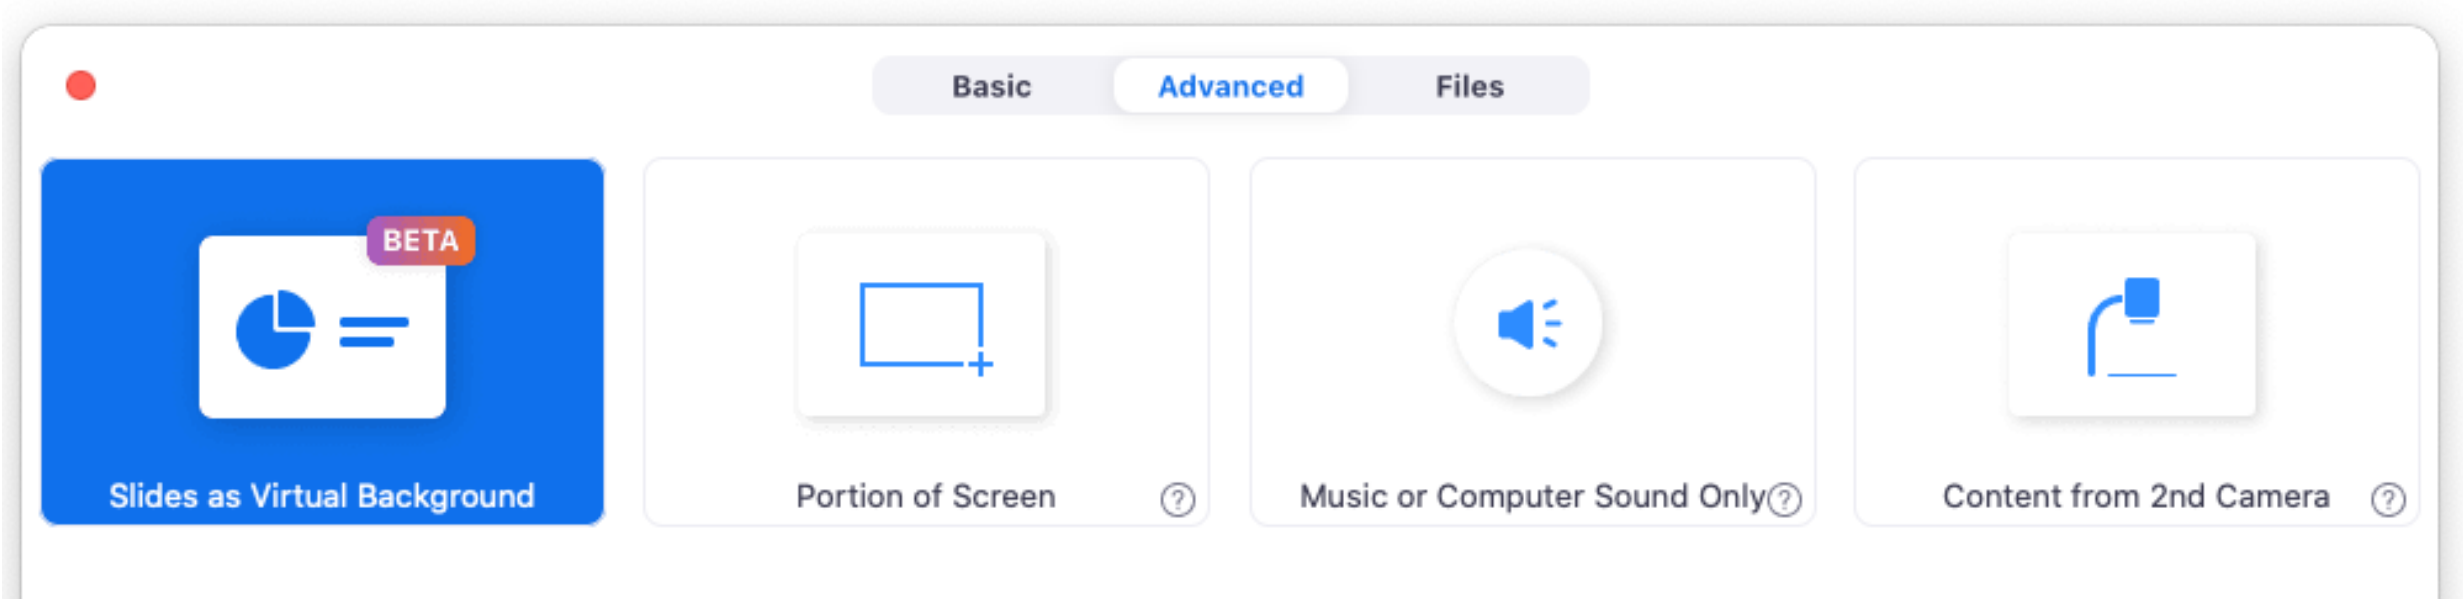 Basic Advanced Files
BETA
Slides as Virtual Background
Portion of Screen ?
Music or Computer Sound Only ?
Content from 2nd Camera ?